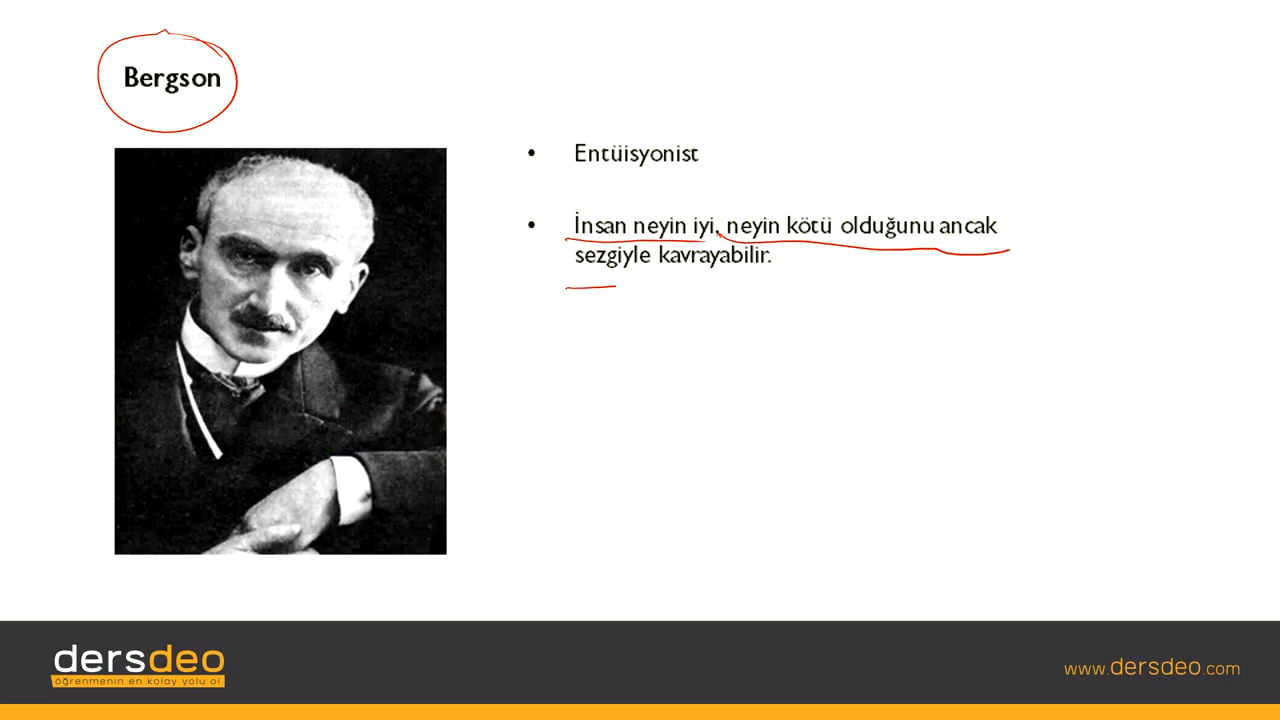 Bergson
• Entüisyonist
• İnsan neyin iyi, neyin kötü olduğunu ancak
sezgiyle kavrayabilir.
dersdeo
öğrenmenin en kolay yolu o!
www.dersdeo.com